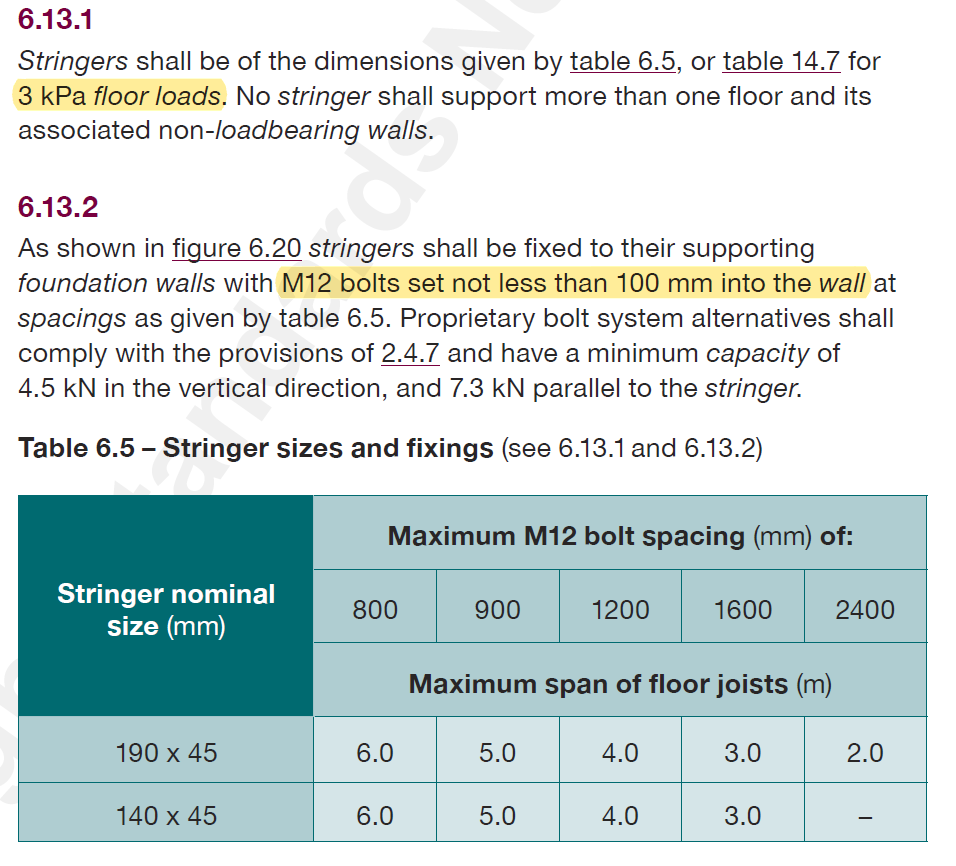 6.13.1
Stringers shall be of the dimensions given by table 6.5, or table 14.7 for
3 kPa floor loads. No stringer shall support more than one floor and its
associated non-loadbearing walls.
6.13.2
As shown in figure 6.20 stringers shall be fixed to their supporting
foundation walls with M12 bolts set not less than 100 mm into the wall at
spacings as given by table 6.5. Proprietary bolt system alternatives shall
comply with the provisions of 2.4.7 and have a minimum capacity of
4.5 kN in the vertical direction, and 7.3 kN parallel to the stringer.
Table 6.5 – Stringer sizes and fixings (see 6.13.1 and 6.13.2)
Stringer nominal
size (mm)
Maximum M12 bolt spacing (mm) of:
800 900 1200 1600 2400
Maximum span of floor joists (m)
190 x 45 6.0 5.0 4.0 3.0 2.0
140 x 45 6.0 5.0 4.0 3.0 –